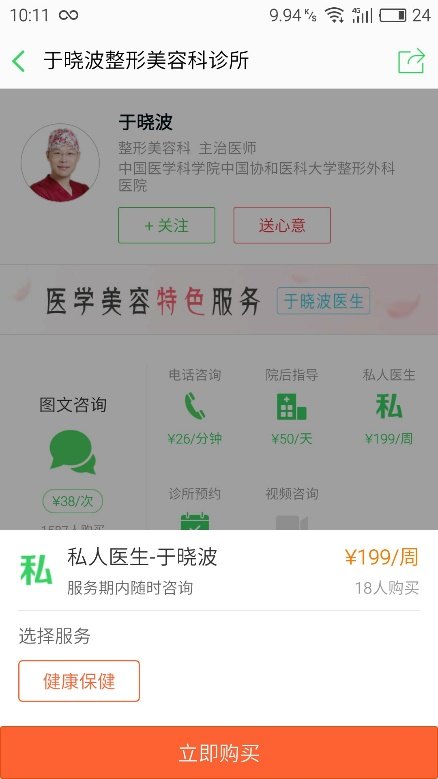 10:11
9.94 K/s 4G 24
于晓波整形美容科诊所
于晓波
整形美容科 主治医师
中国医学科学院中国协和医科大学整形外科
医院
+ 关注 送心意
医学美容特色服务 于晓波医生
图文咨询
¥38/次
1587人购买
电话咨询 院后指导 私人医生
私
¥26/分钟 ¥50/天 ¥199/周
诊所预约 视频咨询
私 私人医生-于晓波 ¥199/周
服务期内随时咨询 18人购买
选择服务
健康保健
立即购买